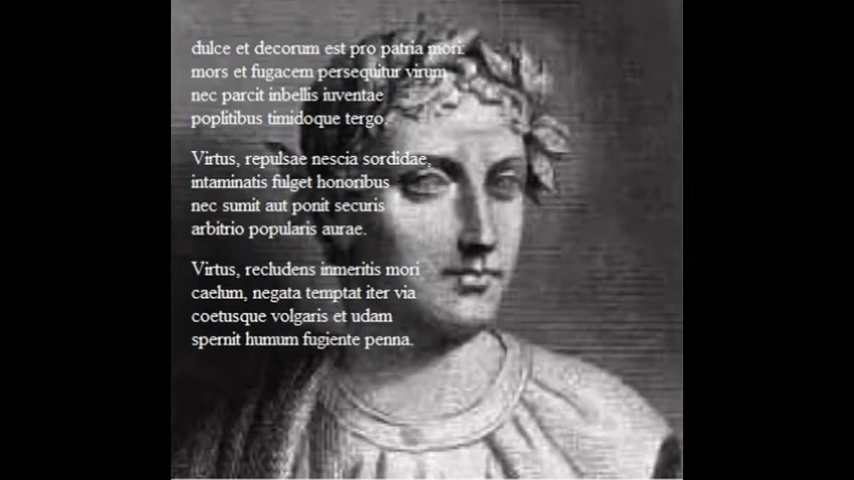 dulce et decorum est pro patria mori:
mors et fugacem persequitur virum
nec parcit inbellis iuventae
poplitibus timidoque tergo.
Virtus, repulsae nescia sordidae,
intaminatis fulget honoribus
nec sumit aut ponit securis
arbitrio popularis aurae.
Virtus, recludens inmeritis mori
caelum, negata temptat iter via
coetusque volgaris et udam
spernit humum fugiente penna.